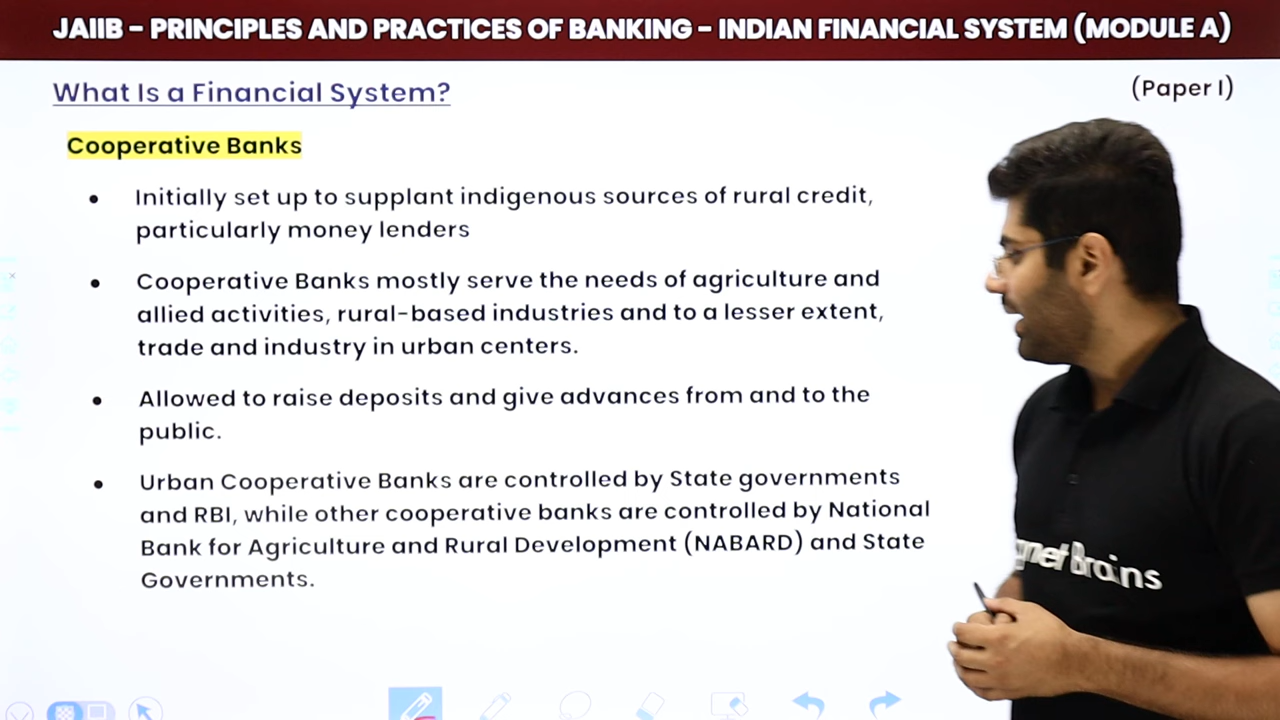 JAIIB – PRINCIPLES AND PRACTICES OF BANKING – INDIAN FINANCIAL SYSTEM (MODULE A)
What Is a Financial System?
(Paper I)
Cooperative Banks
• Initially set up to supplant indigenous sources of rural credit,
particularly money lenders
• Cooperative Banks mostly serve the needs of agriculture and
allied activities, rural-based industries and to a lesser extent,
trade and industry in urban centers.
• Allowed to raise deposits and give advances from and to the
public.
• Urban Cooperative Banks are controlled by State governments
and RBI, while other cooperative banks are controlled by National
Bank for Agriculture and Rural Development (NABARD) and State
Governments.
gnet Brains